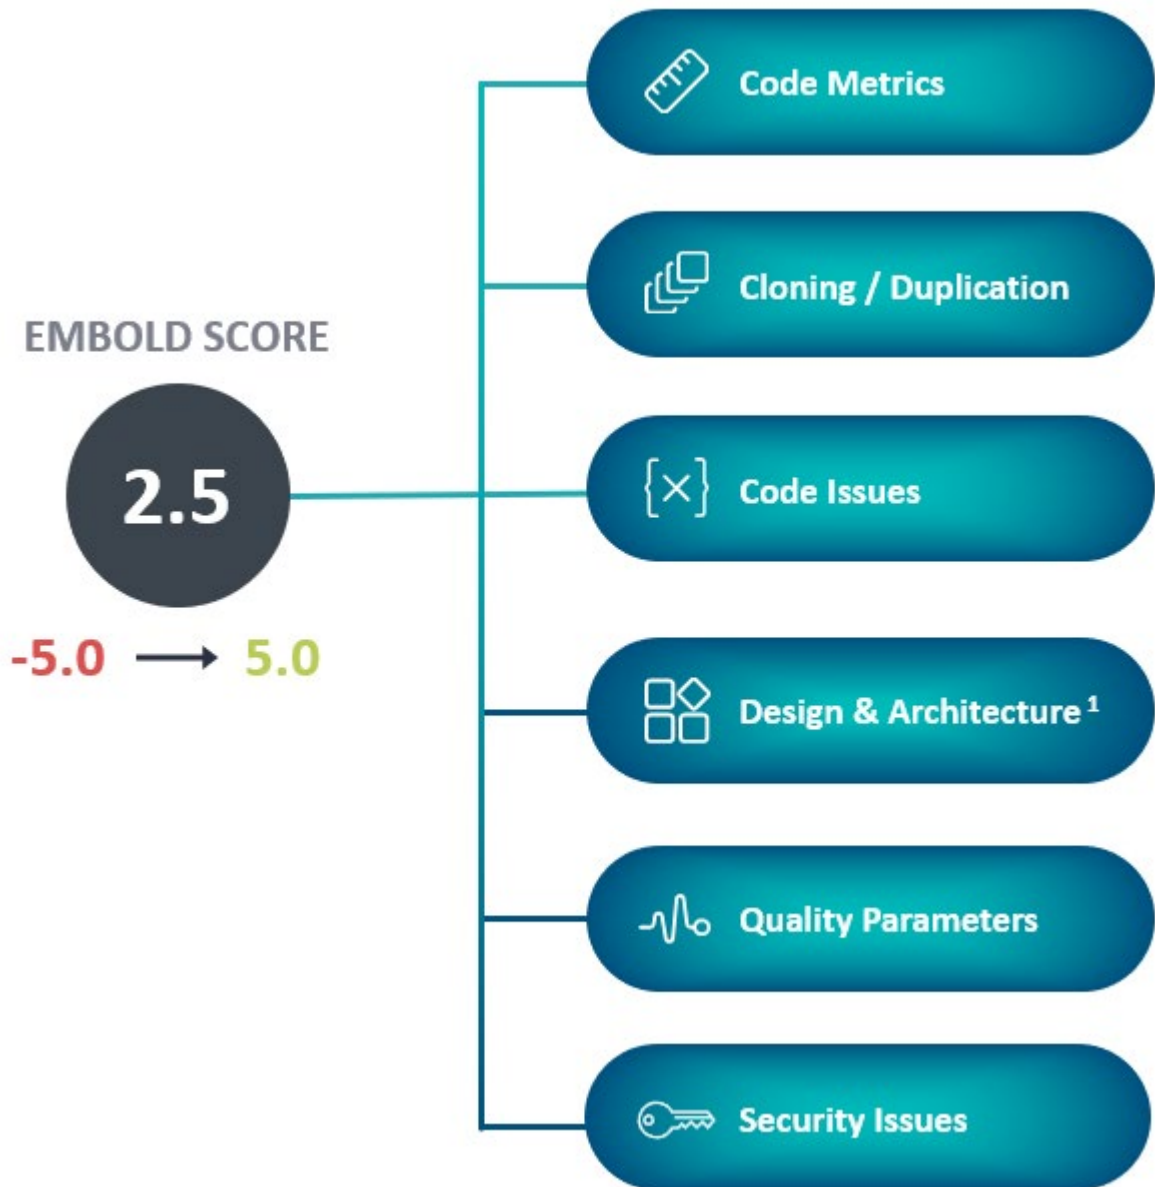 Code Metrics
Cloning / Duplication
EMBOLD SCORE
2.5
Code Issues
-5.0 → 5.0
Design & Architecture ¹
Quality Parameters
Security Issues